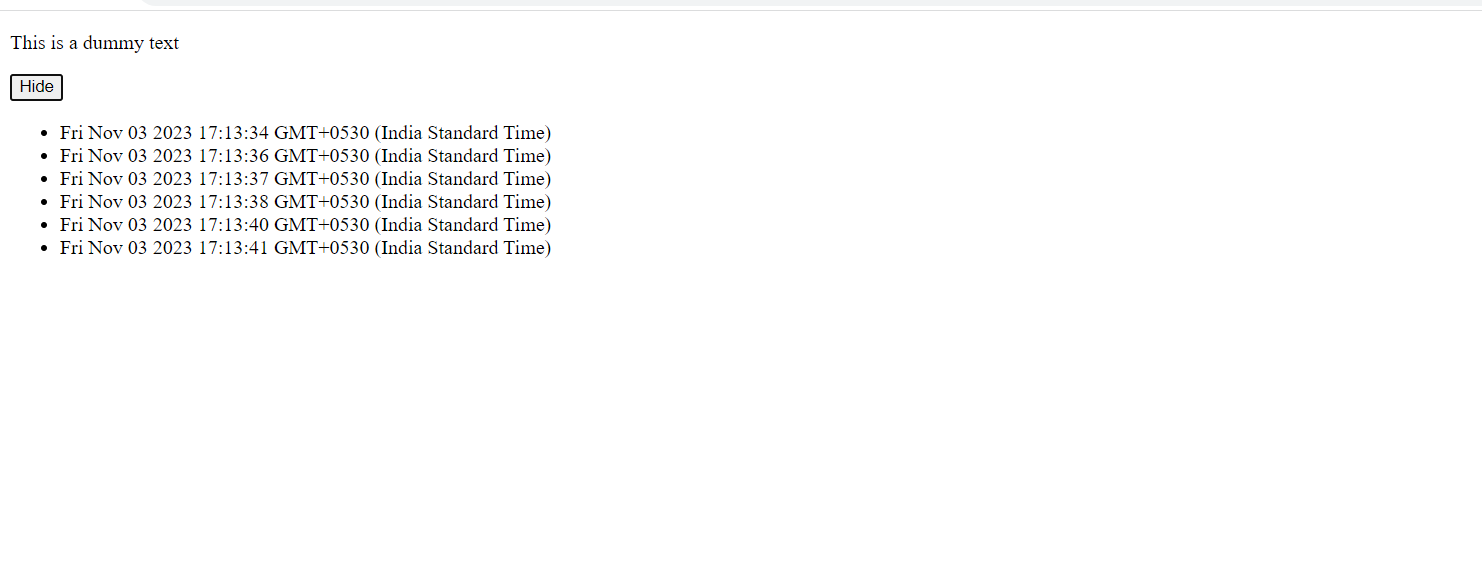 This is a dummy text
Hide
Fri Nov 03 2023 17:13:34 GMT+0530 (India Standard Time)
Fri Nov 03 2023 17:13:36 GMT+0530 (India Standard Time)
Fri Nov 03 2023 17:13:37 GMT+0530 (India Standard Time)
Fri Nov 03 2023 17:13:38 GMT+0530 (India Standard Time)
Fri Nov 03 2023 17:13:40 GMT+0530 (India Standard Time)
Fri Nov 03 2023 17:13:41 GMT+0530 (India Standard Time)